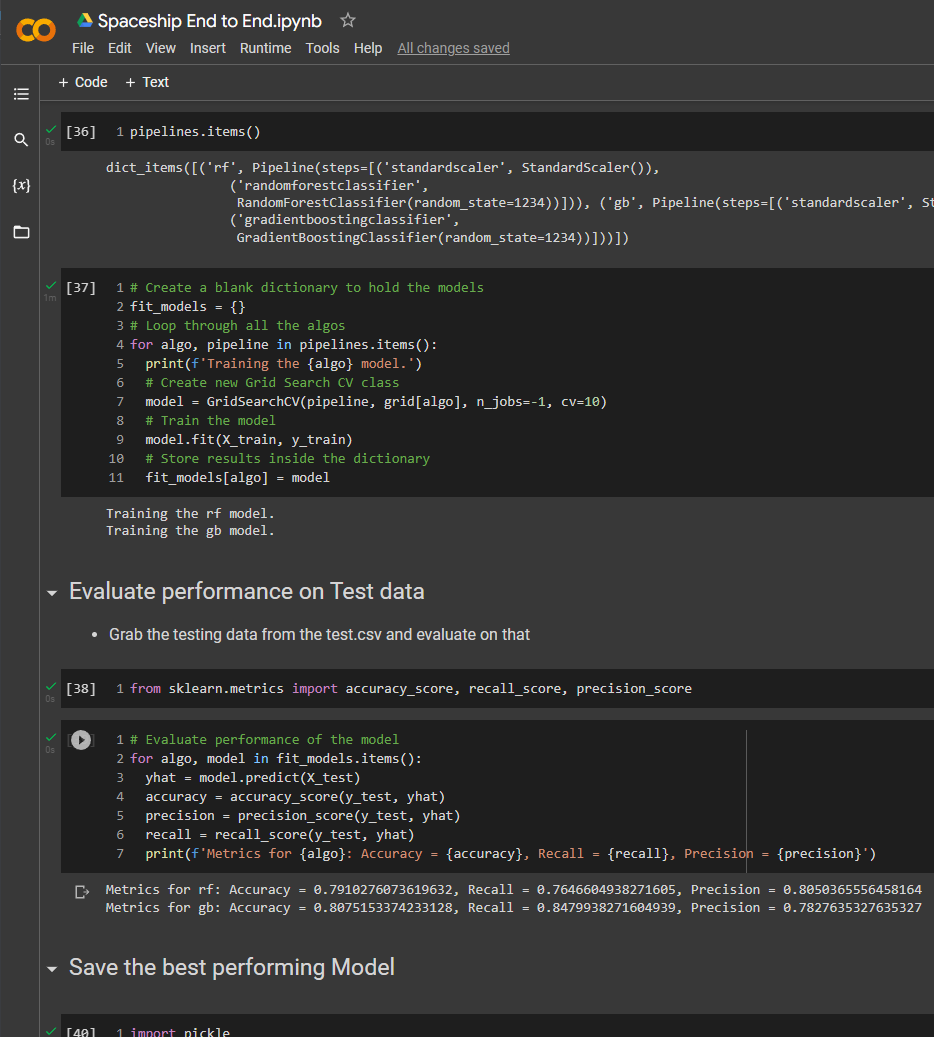 Spaceship End to End.ipynb
File Edit View Insert Runtime Tools Help All changes saved
+ Code + Text
0s [36] 1 pipelines.items()
dict_items([('rf', Pipeline(steps=[('standardscaler', StandardScaler()),
('randomforestclassifier',
RandomForestClassifier(random_state=1234))])), ('gb', Pipeline(steps=[('standardscaler', St
('gradientboostingclassifier',
GradientBoostingClassifier(random_state=1234))]))])
1m [37] 1 # Create a blank dictionary to hold the models
2 fit_models = {}
3 # Loop through all the algos
4 for algo, pipeline in pipelines.items():
5 print(f'Training the {algo} model.')
6 # Create new Grid Search CV class
7 model = GridSearchCV(pipeline, grid[algo], n_jobs=-1, cv=10)
8 # Train the model
9 model.fit(X_train, y_train)
10 # Store results inside the dictionary
11 fit_models[algo] = model
Training the rf model.
Training the gb model.
Evaluate performance on Test data
• Grab the testing data from the test.csv and evaluate on that
0s [38] 1 from sklearn.metrics import accuracy_score, recall_score, precision_score
0s 1 # Evaluate performance of the model
2 for algo, model in fit_models.items():
3 yhat = model.predict(X_test)
4 accuracy = accuracy_score(y_test, yhat)
5 precision = precision_score(y_test, yhat)
6 recall = recall_score(y_test, yhat)
7 print(f'Metrics for {algo}: Accuracy = {accuracy}, Recall = {recall}, Precision = {precision}')
Metrics for rf: Accuracy = 0.7910276073619632, Recall = 0.7646604938271605, Precision = 0.8050365556458164
Metrics for gb: Accuracy = 0.8075153374233128, Recall = 0.8479938271604939, Precision = 0.7827635327635327
Save the best performing Model
[40] 1 import pickle